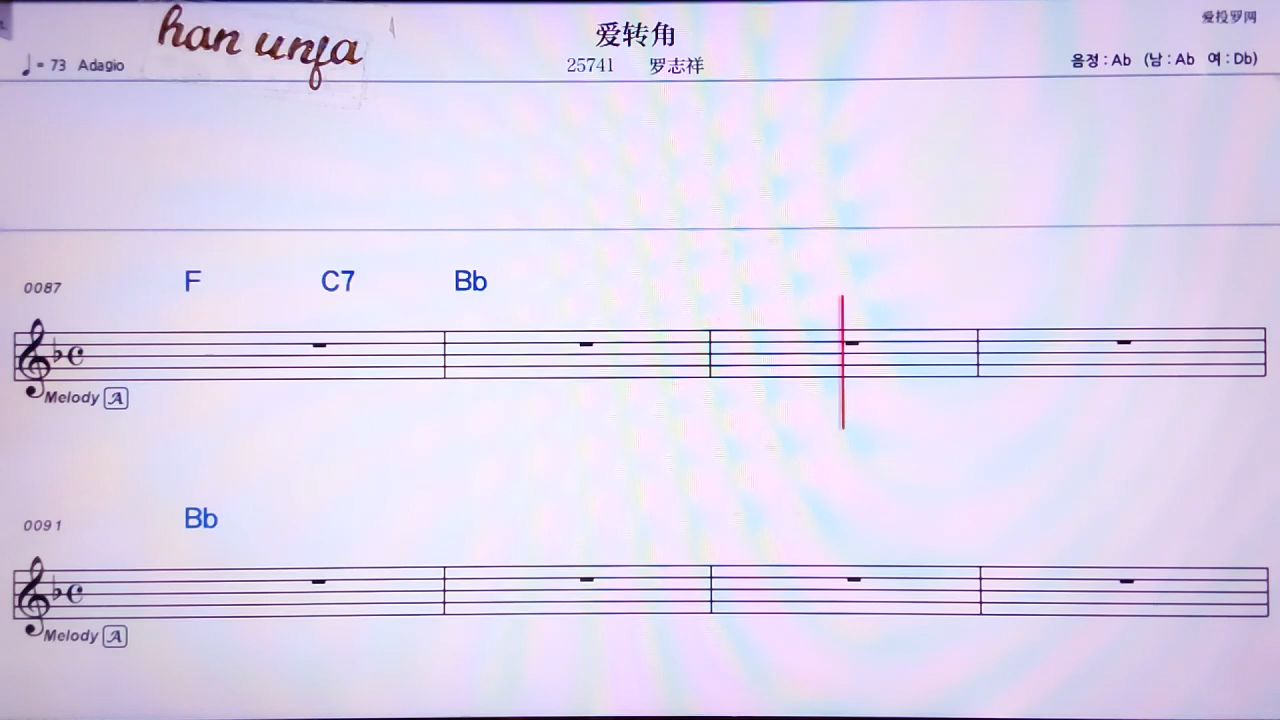 han unfa
爱转角
爱投罗网
♩ = 73 Adagio
25741 罗志祥
음정 : Ab (남 : Ab 여 : Db)
0087 F C7 Bb
Melody A
0091 Bb
Melody A